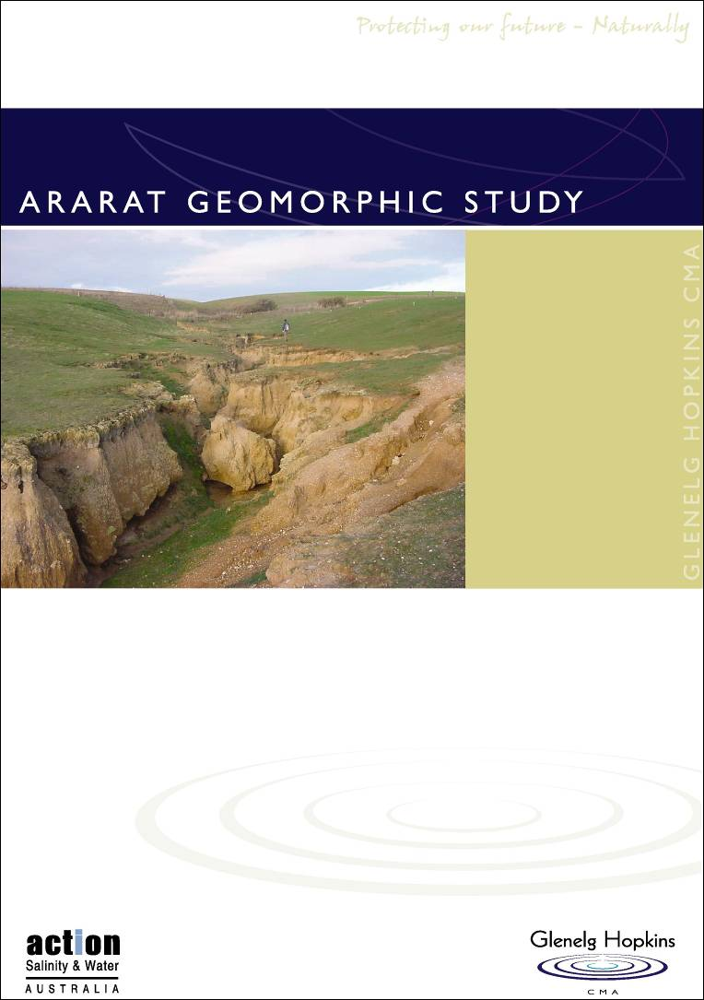 Protecting our future - Naturally
ARARAT GEOMORPHIC STUDY
GLENELG HOPKINS CMA
action
Salinity & Water
AUSTRALIA
Glenelg Hopkins
CMA